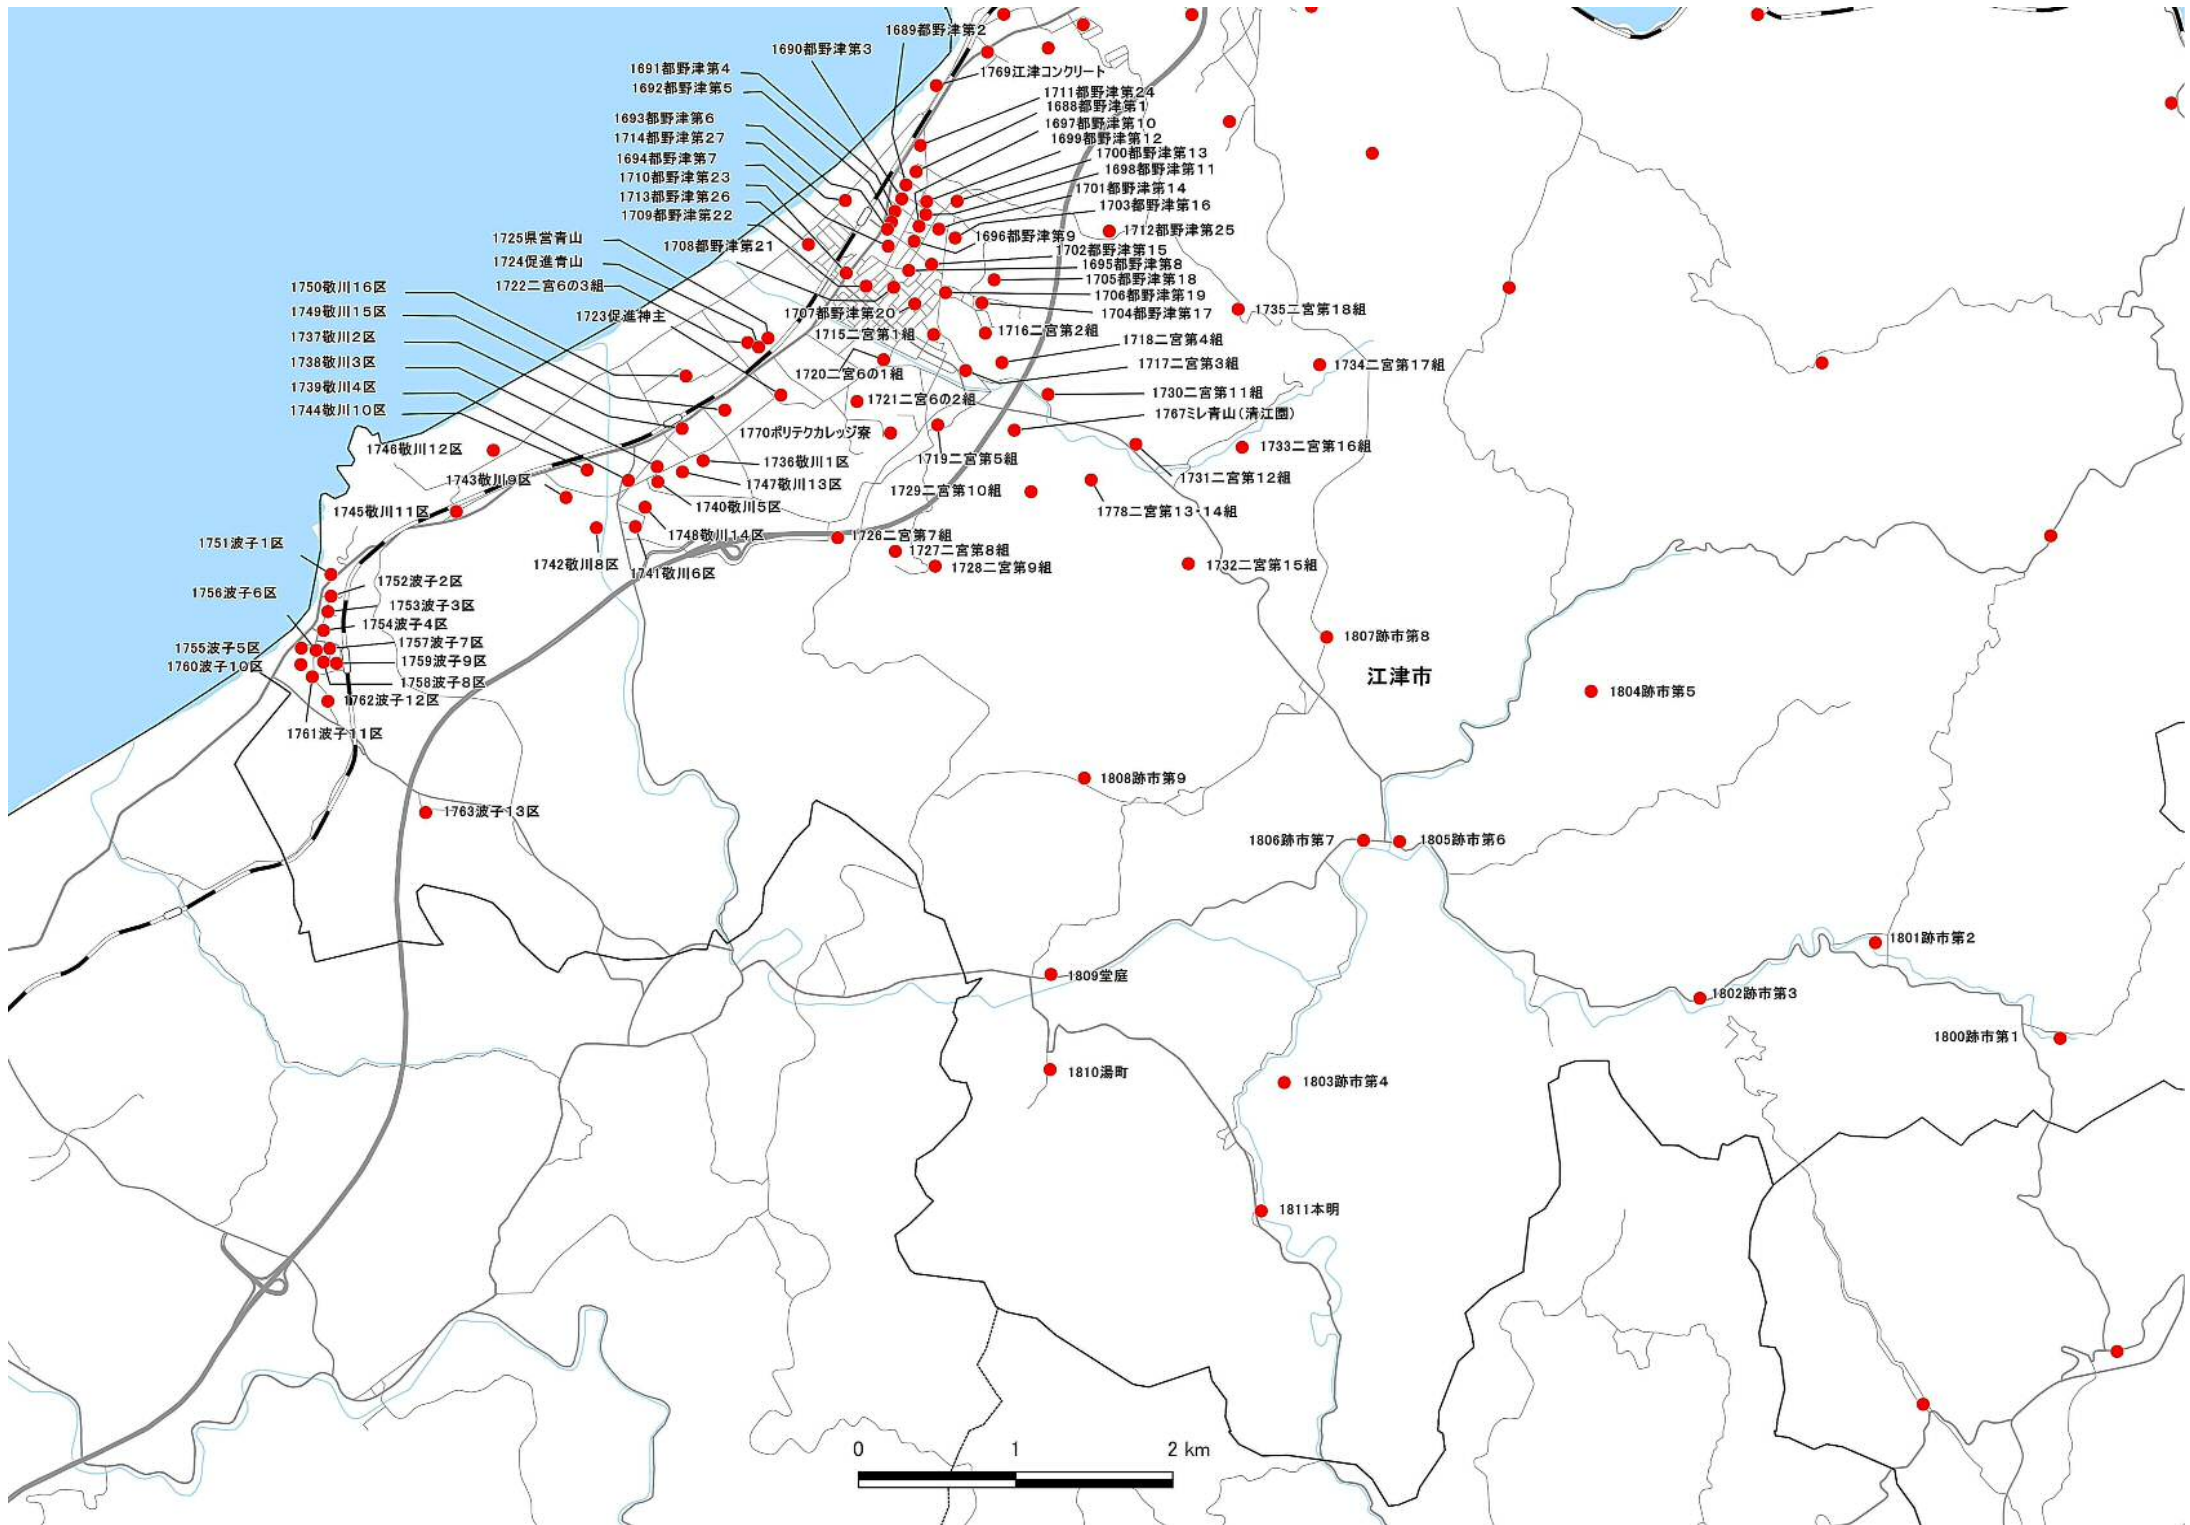 1689都野津第2
1690都野津第3
1691都野津第4
1692都野津第5
1769江津コンクリート
1711都野津第24
1688都野津第1
1693都野津第6
1697都野津第10
1714都野津第27
1699都野津第12
1694都野津第7
1700都野津第13
1710都野津第23
1698都野津第11
1713都野津第26
1701都野津第14
1709都野津第22
1703都野津第16
1725県営青山
1708都野津第21
1696都野津第9
1712都野津第25
1702都野津第15
1724促進青山
1695都野津第8
1750敬川16区
1722二宮6の3組
1705都野津第18
1706都野津第19
1749敬川15区
1723促進神主
1707都野津第20
1704都野津第17
1735二宮第18組
1737敬川2区
1715二宮第1組
1716二宮第2組
1718二宮第4組
1738敬川3区
1720二宮6の1組
1717二宮第3組
1734二宮第17組
1739敬川4区
1730二宮第11組
1744敬川10区
1721二宮6の2組
1767ミレ青山(清江園)
1770ポリテクカレッジ寮
1746敬川12区
1736敬川1区
1719二宮第5組
1733二宮第16組
1743敬川9区
1747敬川13区
1731二宮第12組
1729二宮第10組
1745敬川11区
1740敬川5区
1778二宮第13・14組
1748敬川14区
1726二宮第7組
1751波子1区
1727二宮第8組
1742敬川8区
1741敬川6区
1728二宮第9組
1732二宮第15組
1752波子2区
1756波子6区
1753波子3区
1754波子4区
1807跡市第8
1755波子5区
1757波子7区
1760波子10区
1759波子9区
江津市
1758波子8区
1804跡市第5
1762波子12区
1761波子11区
1808跡市第9
1763波子13区
1806跡市第7
1805跡市第6
1801跡市第2
1809堂庭
1802跡市第3
1800跡市第1
1810湯町
1803跡市第4
1811本明
0 1 2 km